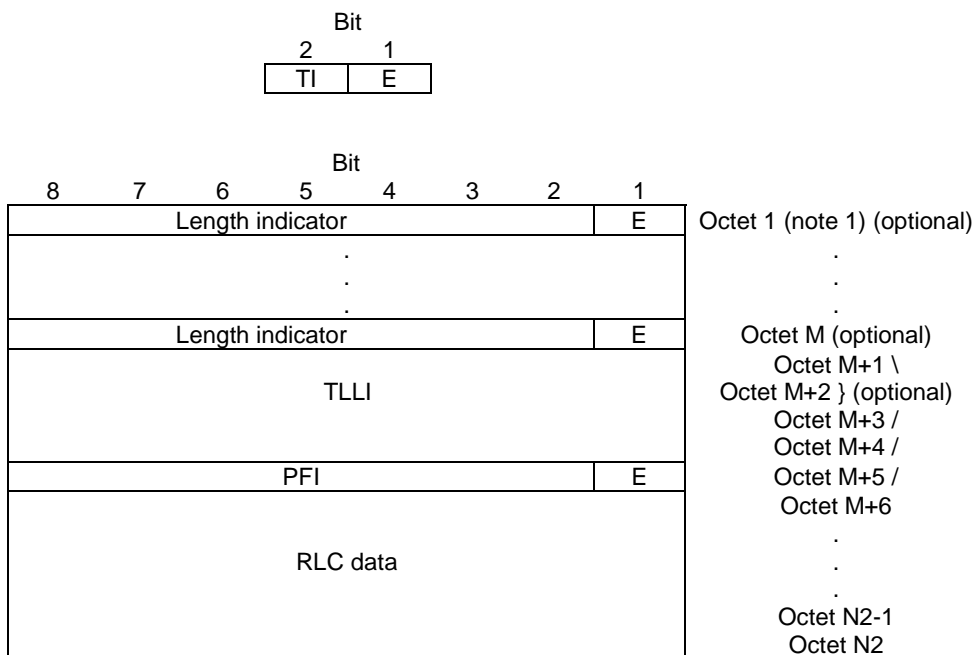 Bit
2 1
TI E
Bit
8 7 6 5 4 3 2 1
Length indicator E Octet 1 (note 1) (optional)
. .
. .
. .
Length indicator E Octet M (optional)
Octet M+1 \
TLLI Octet M+2 } (optional)
Octet M+3 /
Octet M+4 /
PFI E Octet M+5 /
Octet M+6
.
RLC data .
.
Octet N2-1
Octet N2